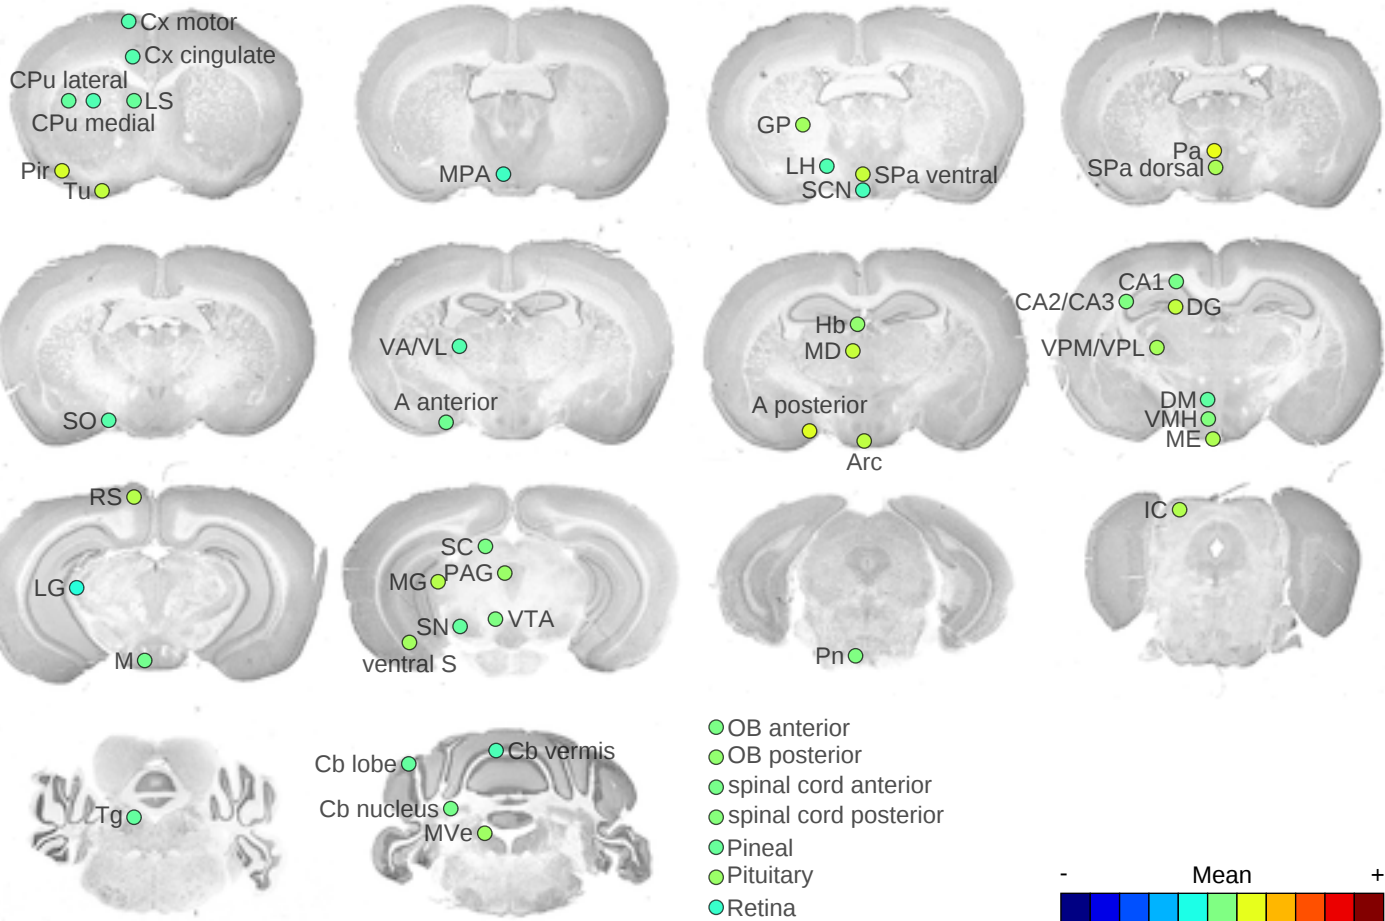 Cx motor
Cx cingulate
CPu lateral
LS
CPu medial
Pir
Tu
MPA
GP
LH
SPa ventral
SCN
Pa
SPa dorsal
SO
VA/VL
A anterior
Hb
MD
A posterior
Arc
CA1
CA2/CA3
DG
VPM/VPL
DM
VMH
ME
RS
LG
M
SC
MG
PAG
SN
VTA
ventral S
Pn
IC
Tg
Cb lobe
Cb vermis
Cb nucleus
MVe
OB anterior
OB posterior
spinal cord anterior
spinal cord posterior
Pineal
Pituitary
Retina
- Mean +